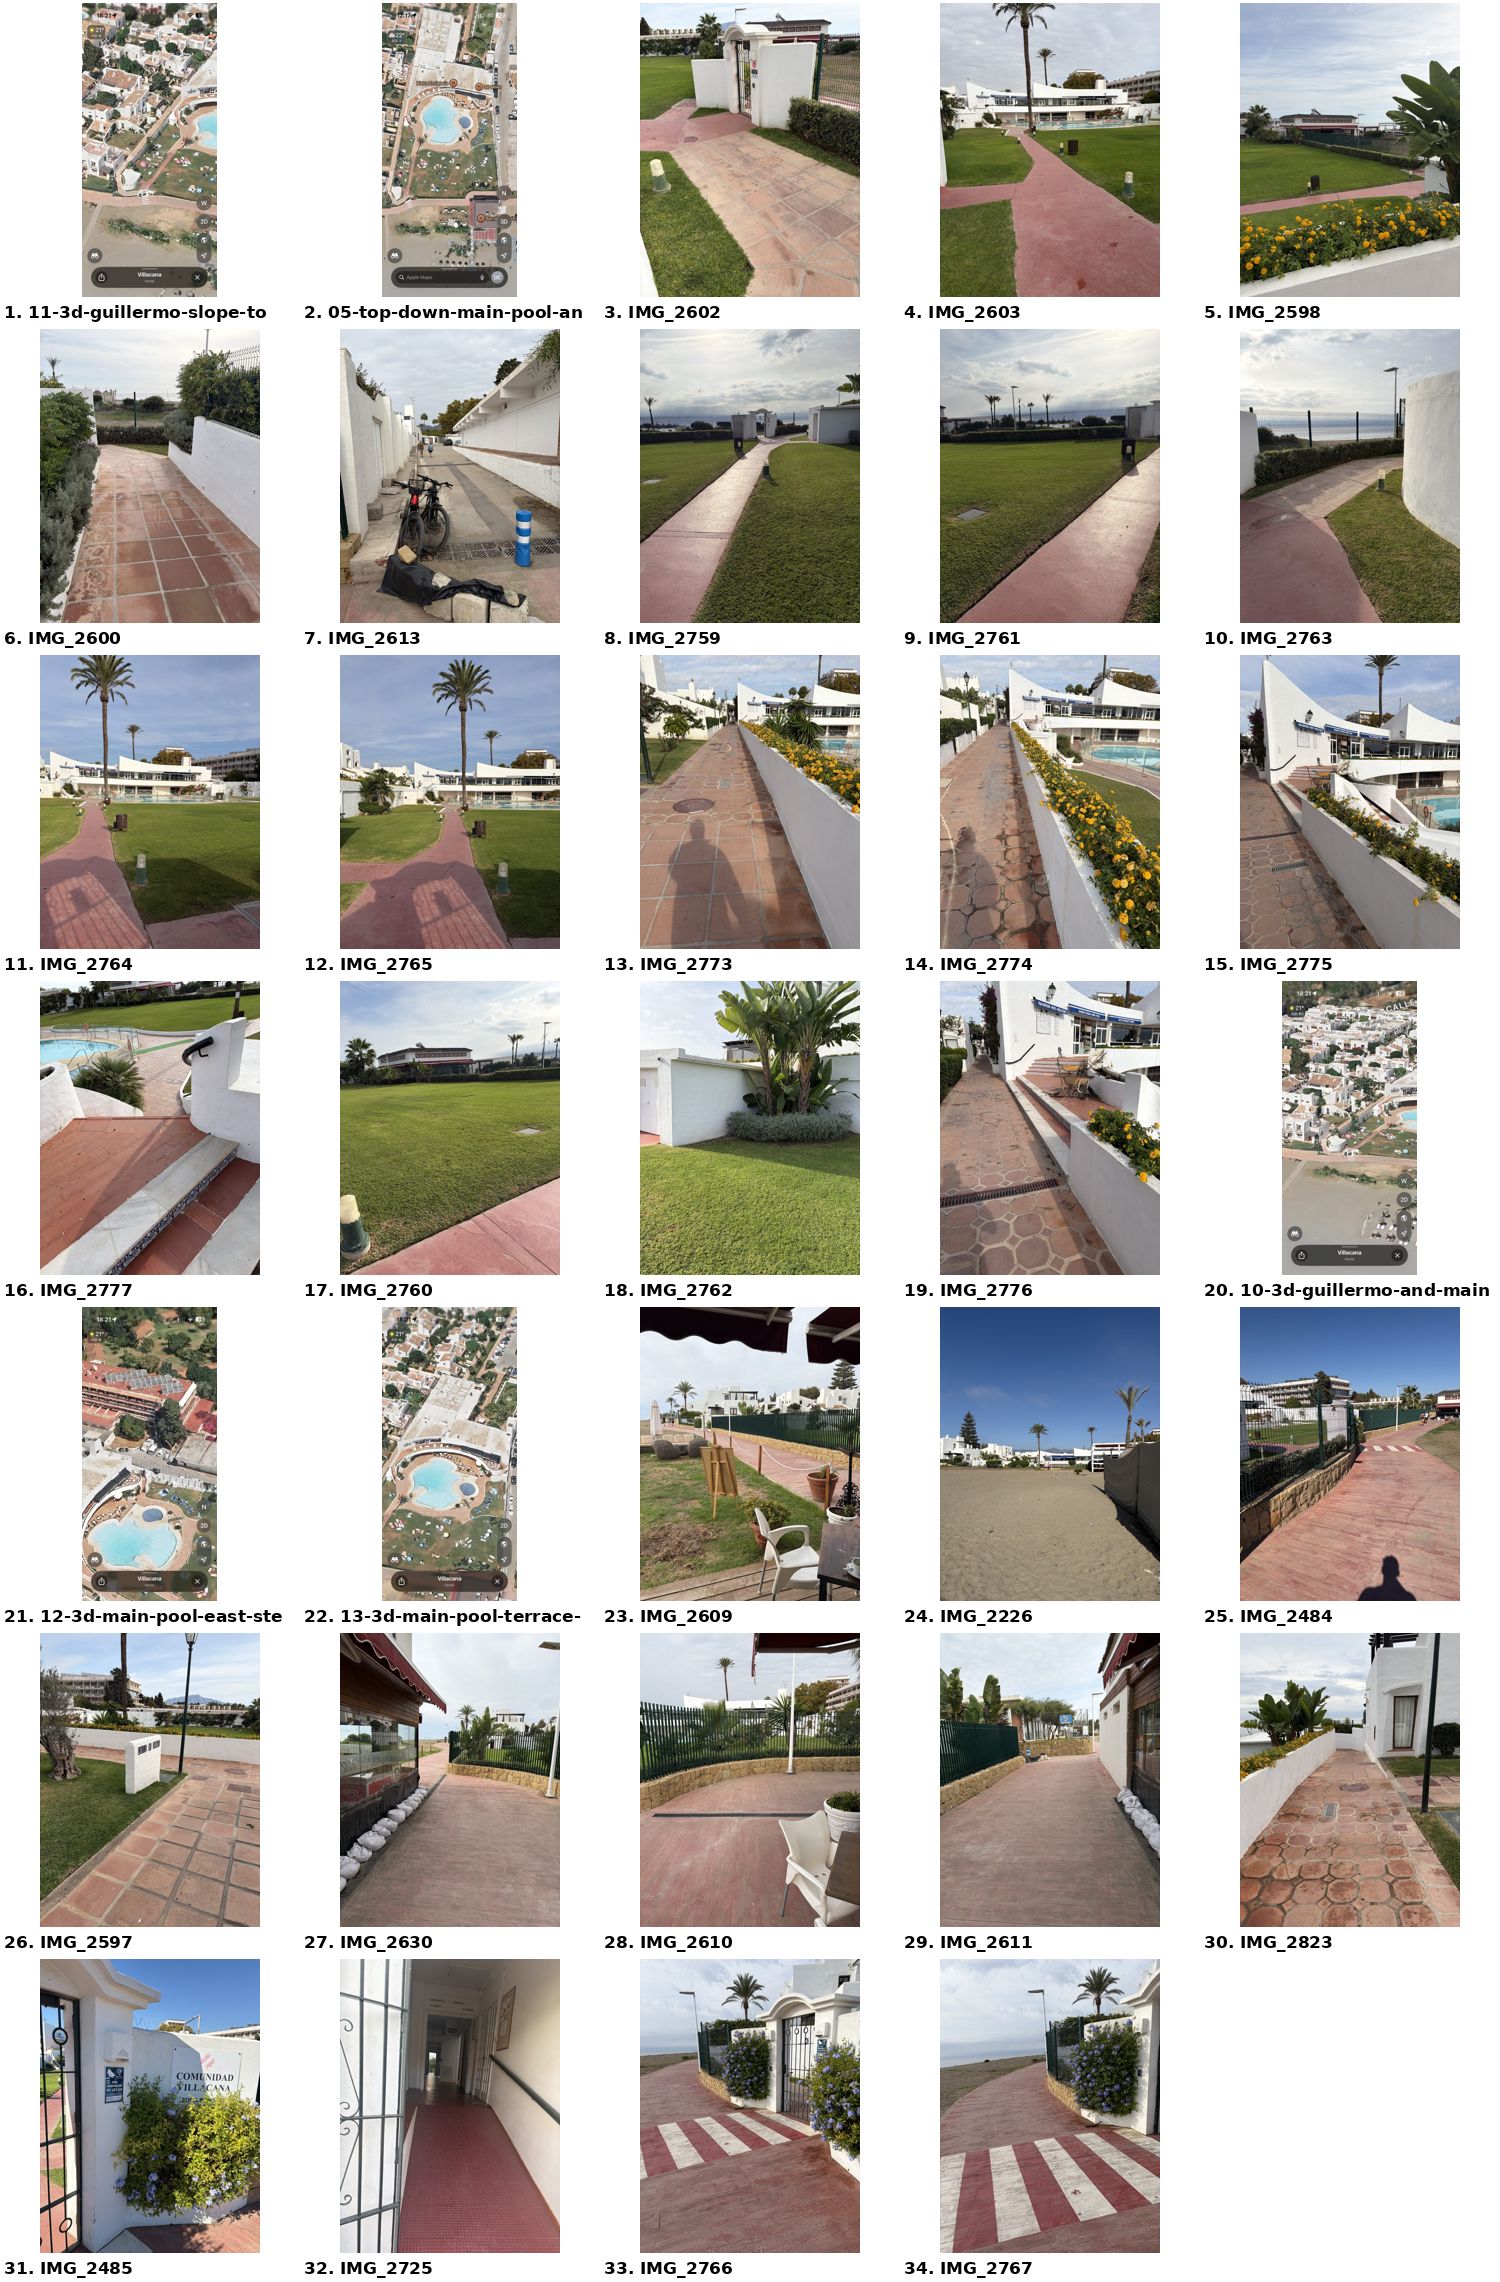 1. 11-3d-guillermo-slope-to
2. 05-top-down-main-pool-an
3. IMG_2602
4. IMG_2603
5. IMG_2598
6. IMG_2600
7. IMG_2613
8. IMG_2759
9. IMG_2761
10. IMG_2763
11. IMG_2764
12. IMG_2765
13. IMG_2773
14. IMG_2774
15. IMG_2775
16. IMG_2777
17. IMG_2760
18. IMG_2762
19. IMG_2776
20. 10-3d-guillermo-and-main
21. 12-3d-main-pool-east-ste
22. 13-3d-main-pool-terrace-
23. IMG_2609
24. IMG_2226
25. IMG_2484
26. IMG_2597
27. IMG_2630
28. IMG_2610
29. IMG_2611
30. IMG_2823
COMUNIDAD
VILLACANA
31. IMG_2485
32. IMG_2725
33. IMG_2766
34. IMG_2767